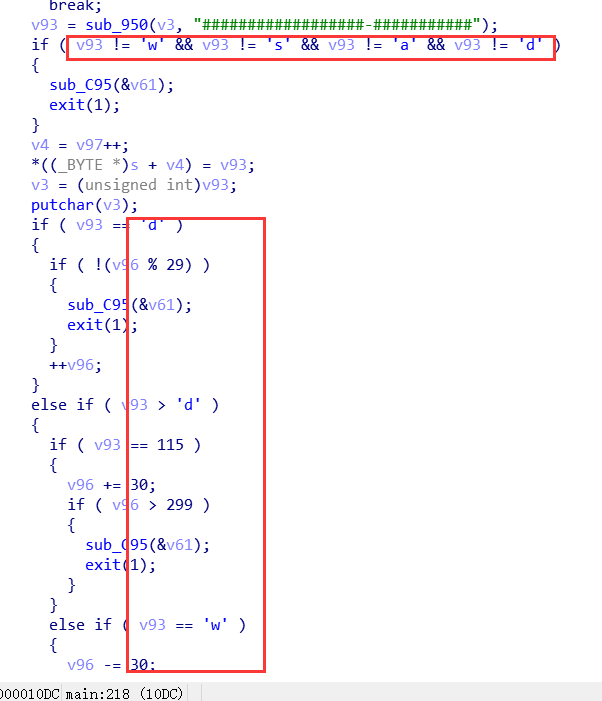 break;
v93 = sub_950(v3, "##################-###########");
if ( v93 != 'w' && v93 != 's' && v93 != 'a' && v93 != 'd' )
{
sub_C95(&v61);
exit(1);
}
v4 = v97++;
*((_BYTE *)s + v4) = v93;
v3 = (unsigned int)v93;
putchar(v3);
if ( v93 == 'd' )
{
if ( !(v96 % 29) )
{
sub_C95(&v61);
exit(1);
}
++v96;
}
else if ( v93 > 'd' )
{
if ( v93 == 115 )
{
v96 += 30;
if ( v96 > 299 )
{
sub_C95(&v61);
exit(1);
}
}
else if ( v93 == 'w' )
{
v96 -= 30;
000010DC main:218 (10DC)